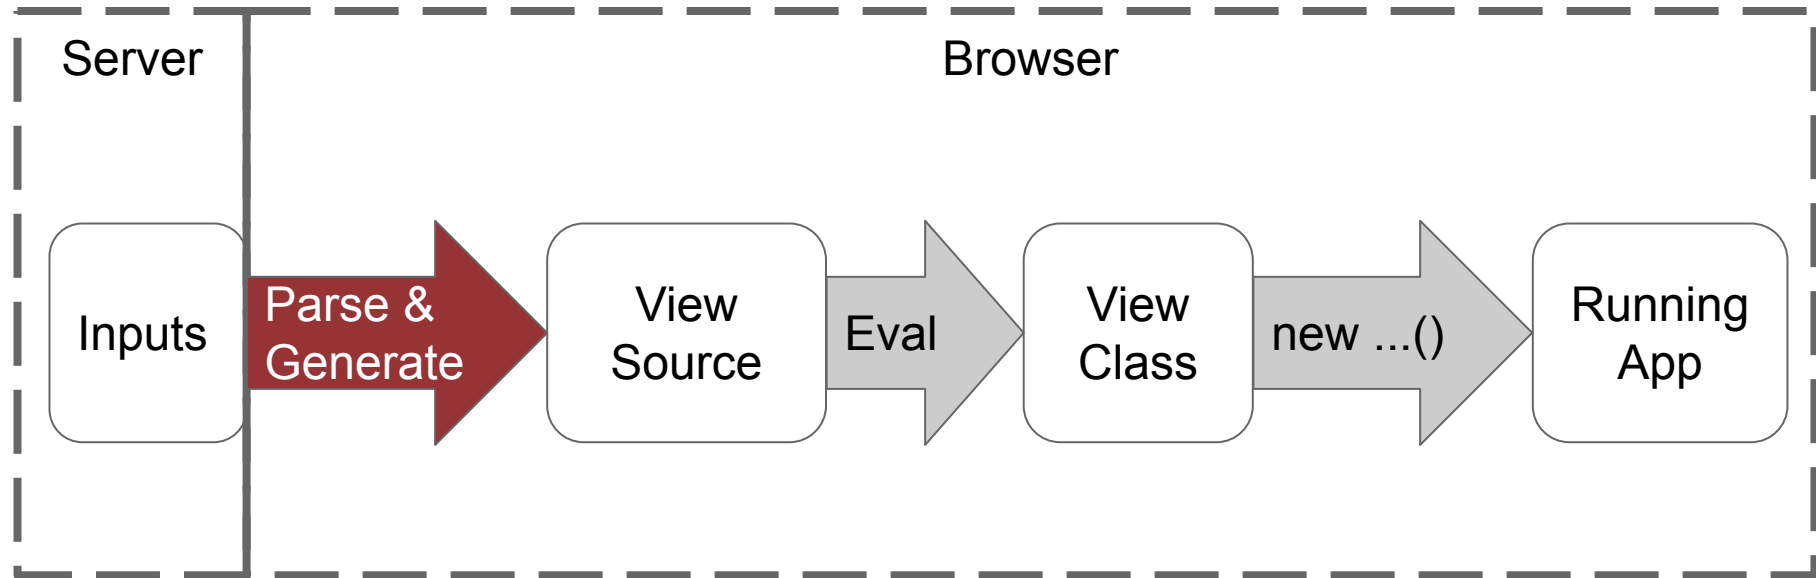 Server
Browser
Inputs
Parse &
Generate
View
Source
Eval
View
Class
new ...()
Running
App